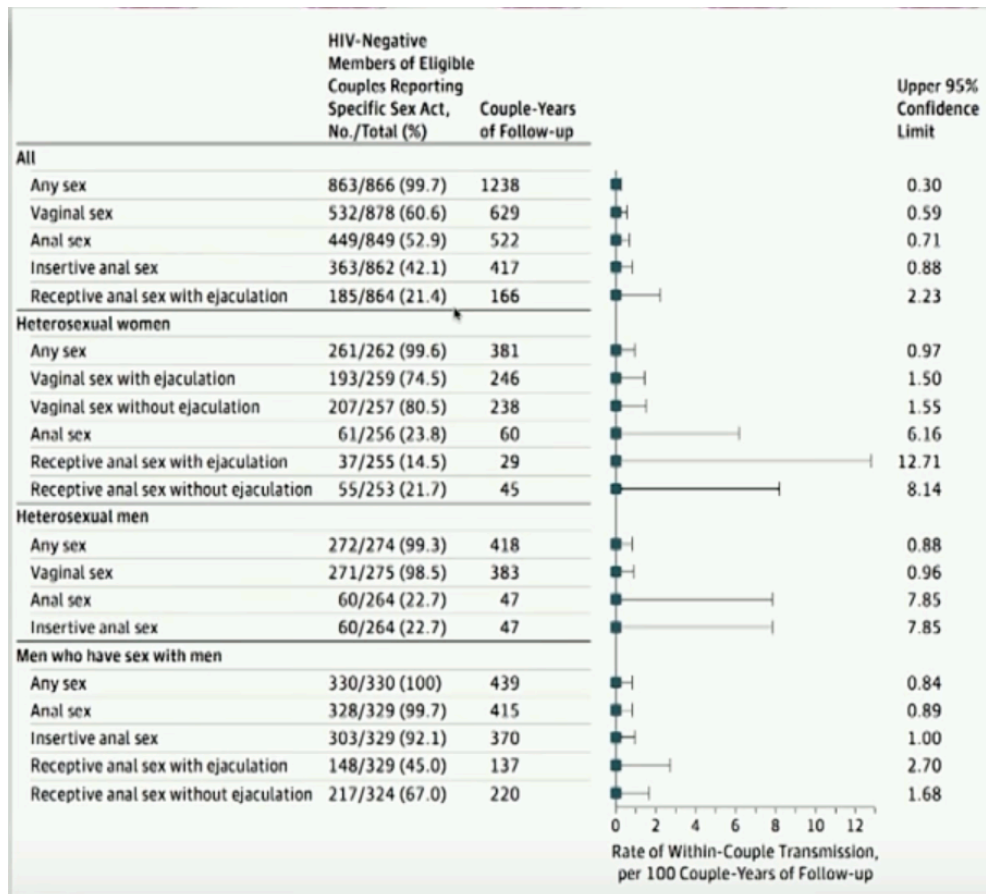 HIV-Negative
Members of Eligible
Couples Reporting
Specific Sex Act,
No./Total (%)
Couple-Years
of Follow-up
Upper 95%
Confidence
Limit
All
Any sex 863/866 (99.7) 1238 0.30
Vaginal sex 532/878 (60.6) 629 0.59
Anal sex 449/849 (52.9) 522 0.71
Insertive anal sex 363/862 (42.1) 417 0.88
Receptive anal sex with ejaculation 185/864 (21.4) 166 2.23
Heterosexual women
Any sex 261/262 (99.6) 381 0.97
Vaginal sex with ejaculation 193/259 (74.5) 246 1.50
Vaginal sex without ejaculation 207/257 (80.5) 238 1.55
Anal sex 61/256 (23.8) 60 6.16
Receptive anal sex with ejaculation 37/255 (14.5) 29 12.71
Receptive anal sex without ejaculation 55/253 (21.7) 45 8.14
Heterosexual men
Any sex 272/274 (99.3) 418 0.88
Vaginal sex 271/275 (98.5) 383 0.96
Anal sex 60/264 (22.7) 47 7.85
Insertive anal sex 60/264 (22.7) 47 7.85
Men who have sex with men
Any sex 330/330 (100) 439 0.84
Anal sex 328/329 (99.7) 415 0.89
Insertive anal sex 303/329 (92.1) 370 1.00
Receptive anal sex with ejaculation 148/329 (45.0) 137 2.70
Receptive anal sex without ejaculation 217/324 (67.0) 220 1.68
0 2 4 6 8 10 12
Rate of Within-Couple Transmission,
per 100 Couple-Years of Follow-up